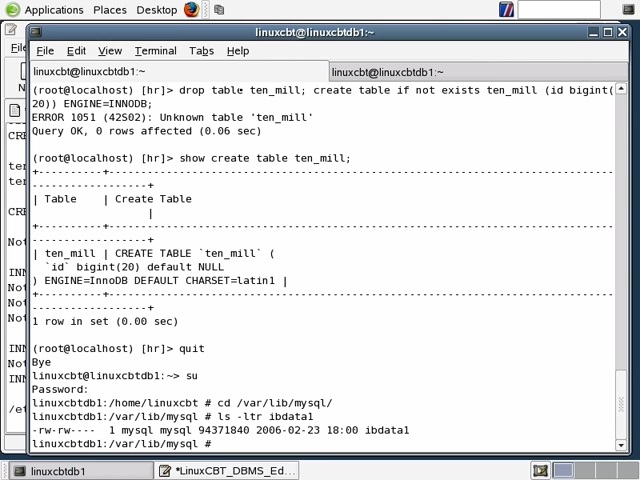 Applications Places Desktop
linuxcbt@linuxcbtdb1:~
File Edit View Terminal Tabs Help
linuxcbt@linuxcbtdb1:~ linuxcbt@linuxcbtdb1:~
(root@localhost) [hr]> drop table ten_mill; create table if not exists ten_mill (id bigint(
20)) ENGINE=INNODB;
ERROR 1051 (42S02): Unknown table 'ten_mill'
Query OK, 0 rows affected (0.06 sec)
(root@localhost) [hr]> show create table ten_mill;
+----------+---------------------------------------------------------------------------
------------------+
| Table    | Create Table
                  |
+----------+---------------------------------------------------------------------------
------------------+
| ten_mill | CREATE TABLE `ten_mill` (
  `id` bigint(20) default NULL
) ENGINE=InnoDB DEFAULT CHARSET=latin1 |
+----------+---------------------------------------------------------------------------
------------------+
1 row in set (0.00 sec)
(root@localhost) [hr]> quit
Bye
linuxcbt@linuxcbtdb1:~> su
Password:
linuxcbtdb1:/home/linuxcbt # cd /var/lib/mysql/
linuxcbtdb1:/var/lib/mysql # ls -ltr ibdata1
-rw-rw----  1 mysql mysql 94371840 2006-02-23 18:00 ibdata1
linuxcbtdb1:/var/lib/mysql #
linuxcbtdb1 *LinuxCBT_DBMS_Ed...